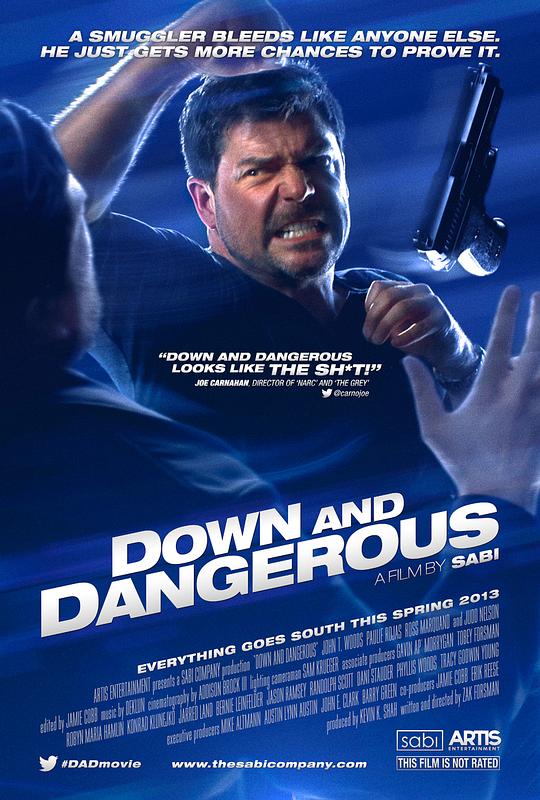 A SMUGGLER BLEEDS LIKE ANYONE ELSE.
HE JUST GETS MORE CHANCES TO PROVE IT.
“DOWN AND DANGEROUS
LOOKS LIKE THE SH*T!”
JOE CARNAHAN, DIRECTOR OF ‘NARC’ AND ‘THE GREY’
@carnojoe
DOWN AND
DANGEROUS
A FILM BY SABI
EVERYTHING GOES SOUTH THIS SPRING 2013
ARTIS ENTERTAINMENT presents a SABI COMPANY production "DOWN AND DANGEROUS" JOHN T. WOODS PAULIE ROJAS ROSS MARQUAND and JUDD NELSON
edited by JAMIE COBB music by DEKLUN cinematography by ADDISON BROCK III lighting cameraman SAM KRUEGER associate producers GAVIN AP' MORRYGAN TOBEY FORSMAN
ROBYN MARIA HAMLIN KONRAD KUJNEJKO JARRED LAND BERNIE LEINFELDER JASON RAMSEY RANDOLPH SCOTT DANI STAUDER PHYLLIS WOODS TRACY GODWIN YOUNG
executive producers MIKE ALTMANN AUSTIN LYNN AUSTIN JOHN E. CLARK BARRY GREEN co-producers JAMIE COBB ERIK REESE
produced by KEVIN K. SHAH written and directed by ZAK FORSMAN
#DADmovie www.thesabicompany.com
sabi ARTIS
ENTERTAINMENT
THIS FILM IS NOT RATED